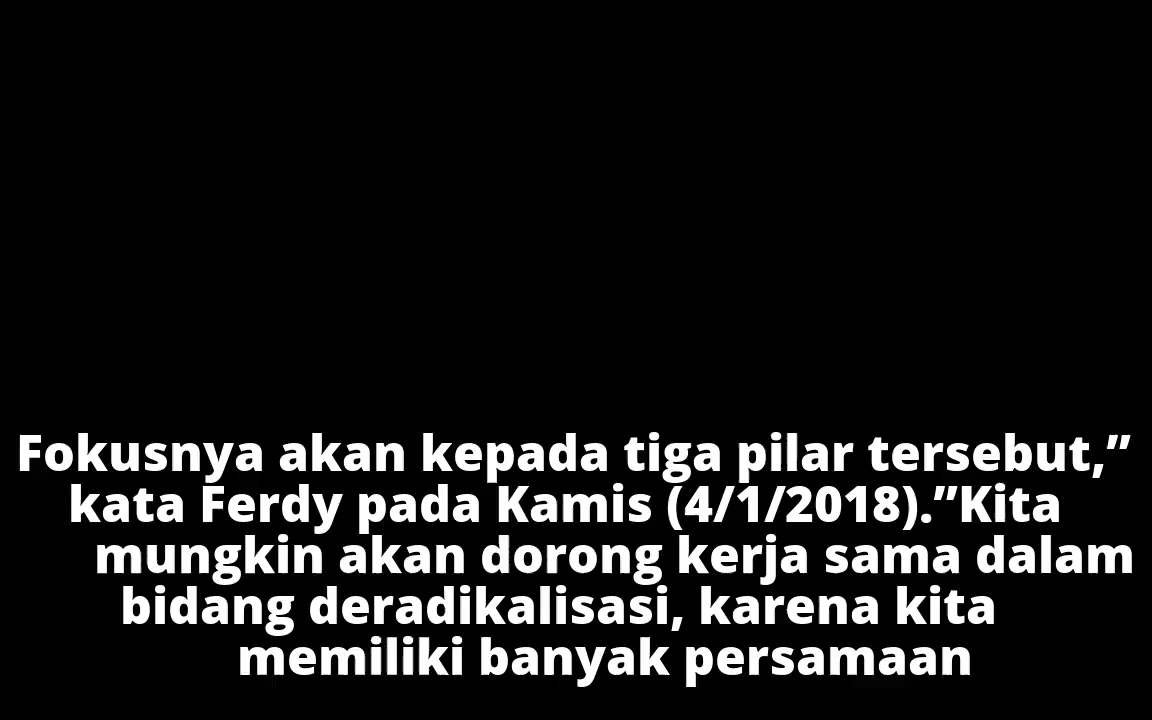 Fokusnya akan kepada tiga pilar tersebut,”
kata Ferdy pada Kamis (4/1/2018).”Kita
mungkin akan dorong kerja sama dalam
bidang deradikalisasi, karena kita
memiliki banyak persamaan